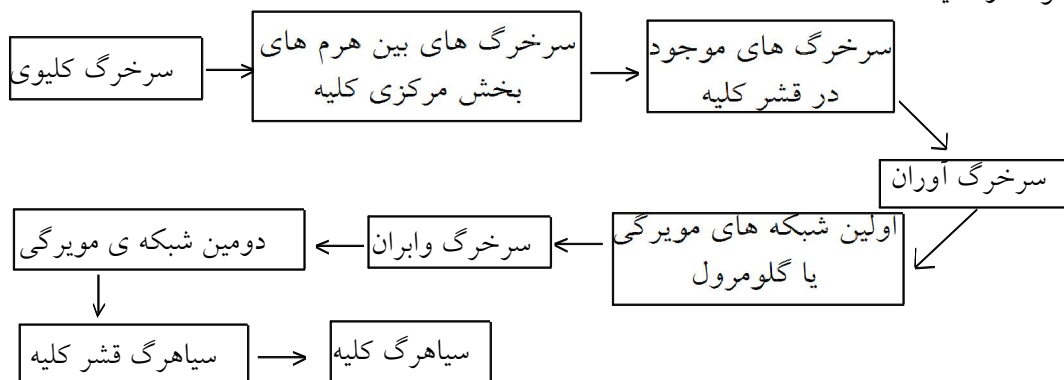 سرخرگ کلیوی
سرخرگ های بین هرم های
بخش مرکزی کلیه
سرخرگ های موجود
در قشر کلیه
سرخرگ آوران
اولین شبکه های مویرگی
یا گلومرول
سرخرگ وابران
دومین شبکه ی مویرگی
سیاهرگ قشر کلیه
سیاهرگ کلیه